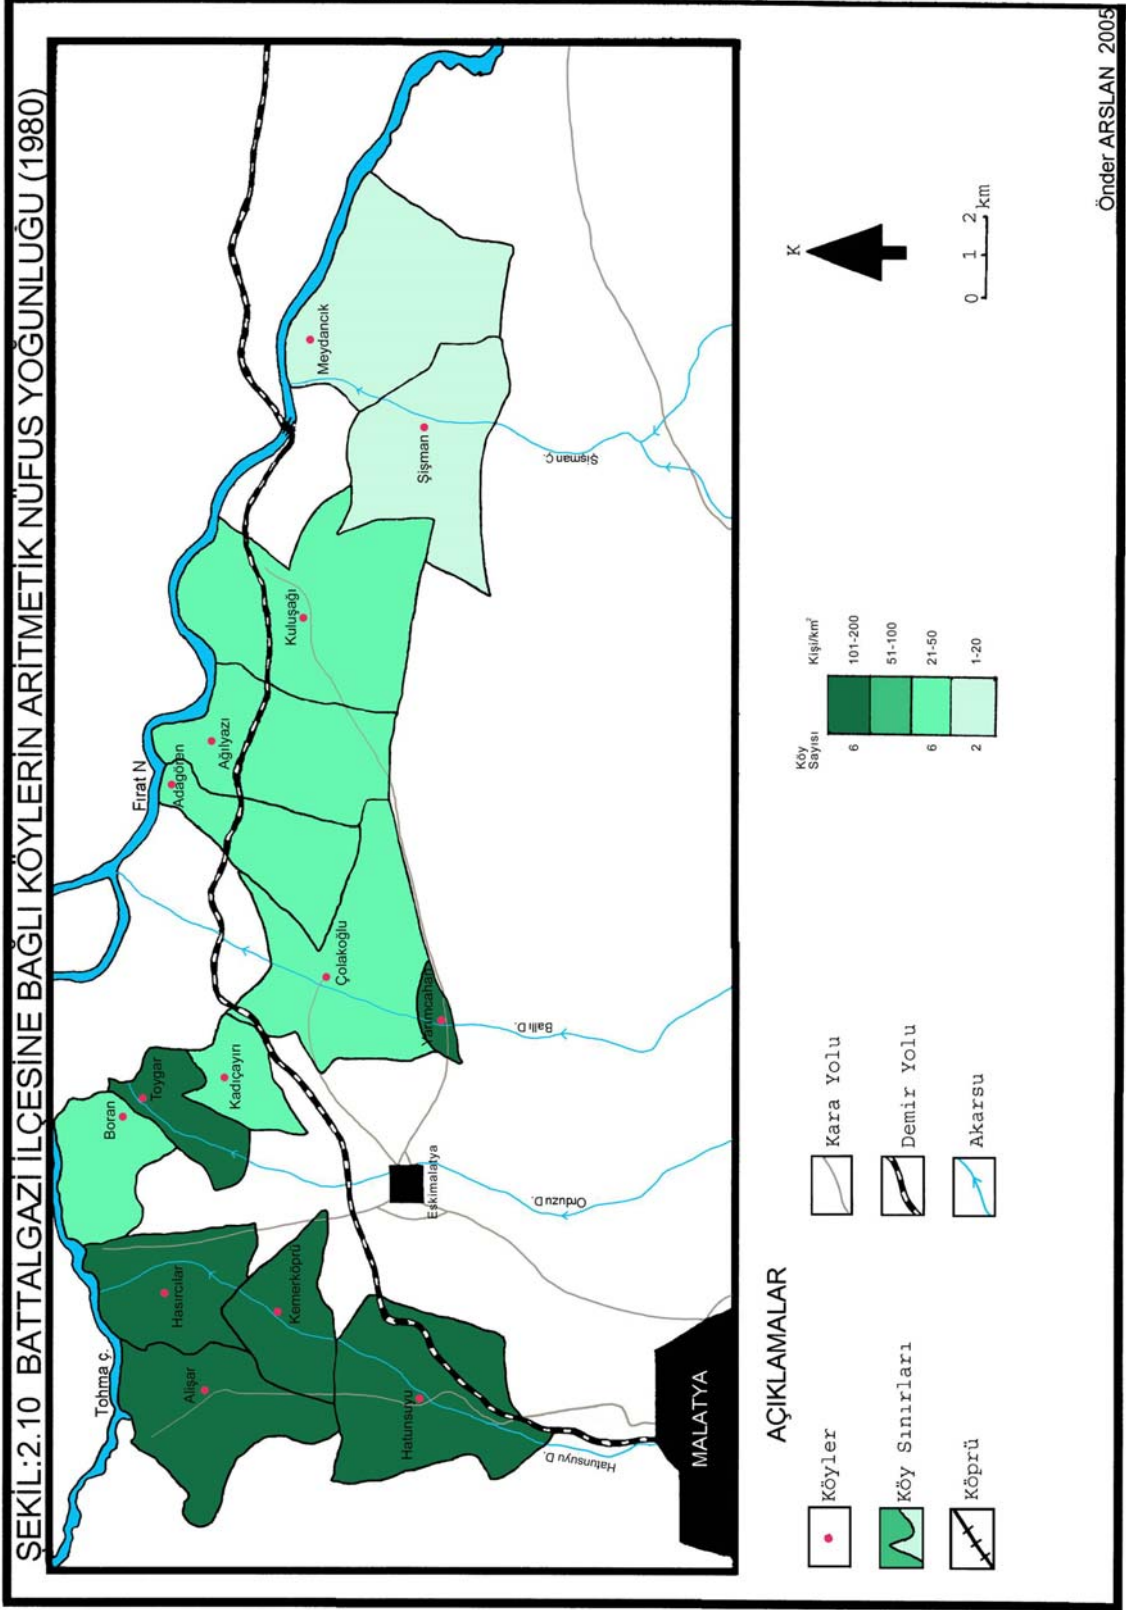 ŞEKİL:2.10 BATTALGAZİ İLÇESİNE BAĞLI KÖYLERİN ARİTMETİK NÜFUS YOĞUNLUĞU (1980)
Tohma ç.
Fırat N
Boran
Toygar
Adagören
Ağılyazı
Hasırcılar
Alişar
Kadıçayırı
Kemerköprü
Kuluşağı
Meydancık
Çolakoğlu
Hatunsuyu
Yarımcahan
Şişman
Eskimalatya
Orduzu D.
Ballı D.
Şişman Ç.
Hatunsuyu D.
MALATYA
AÇIKLAMALAR
Köyler
Köy Sınırları
Köprü
Kara Yolu
Demir Yolu
Akarsu
Köy Sayısı
Kişi/km²
6 101-200
51-100
6 21-50
2 1-20
K
0 1 2 km
Önder ARSLAN 2005